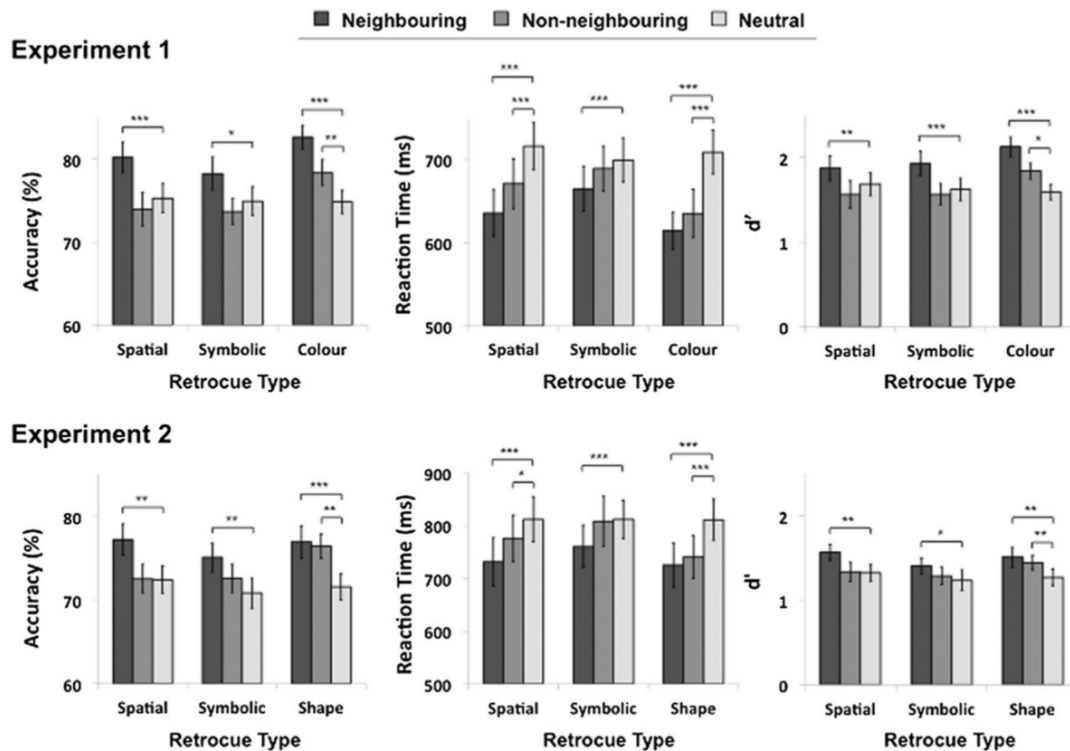 Neighbouring Non-neighbouring Neutral
Experiment 1
*** * *** **
80
70
60
Accuracy (%)
Spatial Symbolic Colour
Retrocue Type
*** *** *** *** ***
700
600
500
Reaction Time (ms)
Spatial Symbolic Colour
Retrocue Type
** *** *** *
2
1
0
d'
Spatial Symbolic Colour
Retrocue Type
Experiment 2
** ** *** **
80
70
60
Accuracy (%)
Spatial Symbolic Shape
Retrocue Type
*** * *** *** ***
900
800
700
600
500
Reaction Time (ms)
Spatial Symbolic Shape
Retrocue Type
** * ** **
2
1
0
d'
Spatial Symbolic Shape
Retrocue Type